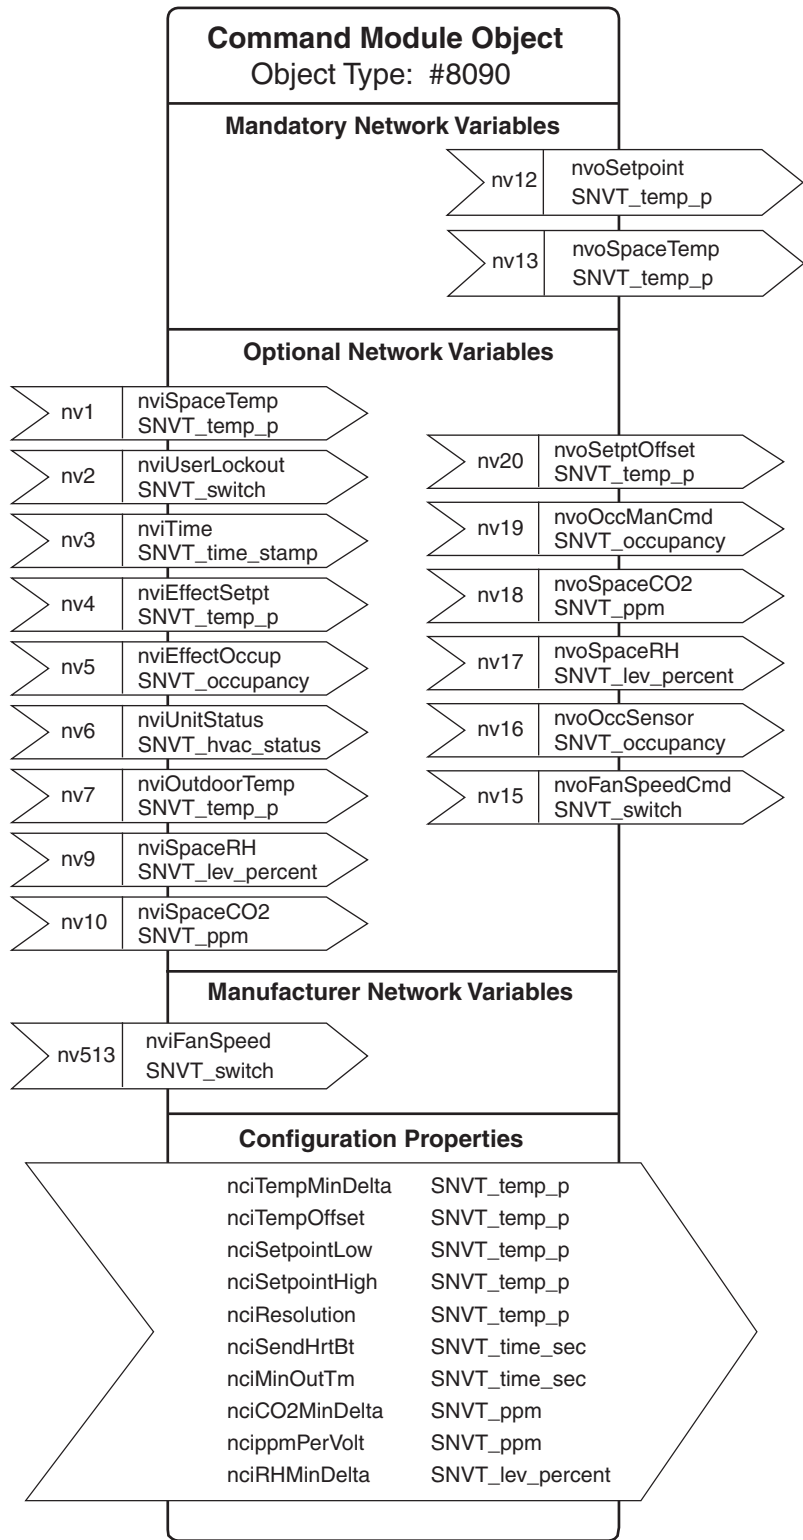 Command Module Object
Object Type: #8090
Mandatory Network Variables
nv12
nvoSetpoint
SNVT_temp_p
nv13
nvoSpaceTemp
SNVT_temp_p
Optional Network Variables
nv1
nviSpaceTemp
SNVT_temp_p
nv2
nviUserLockout
SNVT_switch
nv3
nviTime
SNVT_time_stamp
nv4
nviEffectSetpt
SNVT_temp_p
nv5
nviEffectOccup
SNVT_occupancy
nv6
nviUnitStatus
SNVT_hvac_status
nv7
nviOutdoorTemp
SNVT_temp_p
nv9
nviSpaceRH
SNVT_lev_percent
nv10
nviSpaceCO2
SNVT_ppm
nv20
nvoSetptOffset
SNVT_temp_p
nv19
nvoOccManCmd
SNVT_occupancy
nv18
nvoSpaceCO2
SNVT_ppm
nv17
nvoSpaceRH
SNVT_lev_percent
nv16
nvoOccSensor
SNVT_occupancy
nv15
nvoFanSpeedCmd
SNVT_switch
Manufacturer Network Variables
nv513
nviFanSpeed
SNVT_switch
Configuration Properties
nciTempMinDelta SNVT_temp_p
nciTempOffset SNVT_temp_p
nciSetpointLow SNVT_temp_p
nciSetpointHigh SNVT_temp_p
nciResolution SNVT_temp_p
nciSendHrtBt SNVT_time_sec
nciMinOutTm SNVT_time_sec
nciCO2MinDelta SNVT_ppm
ncippmPerVolt SNVT_ppm
nciRHMinDelta SNVT_lev_percent